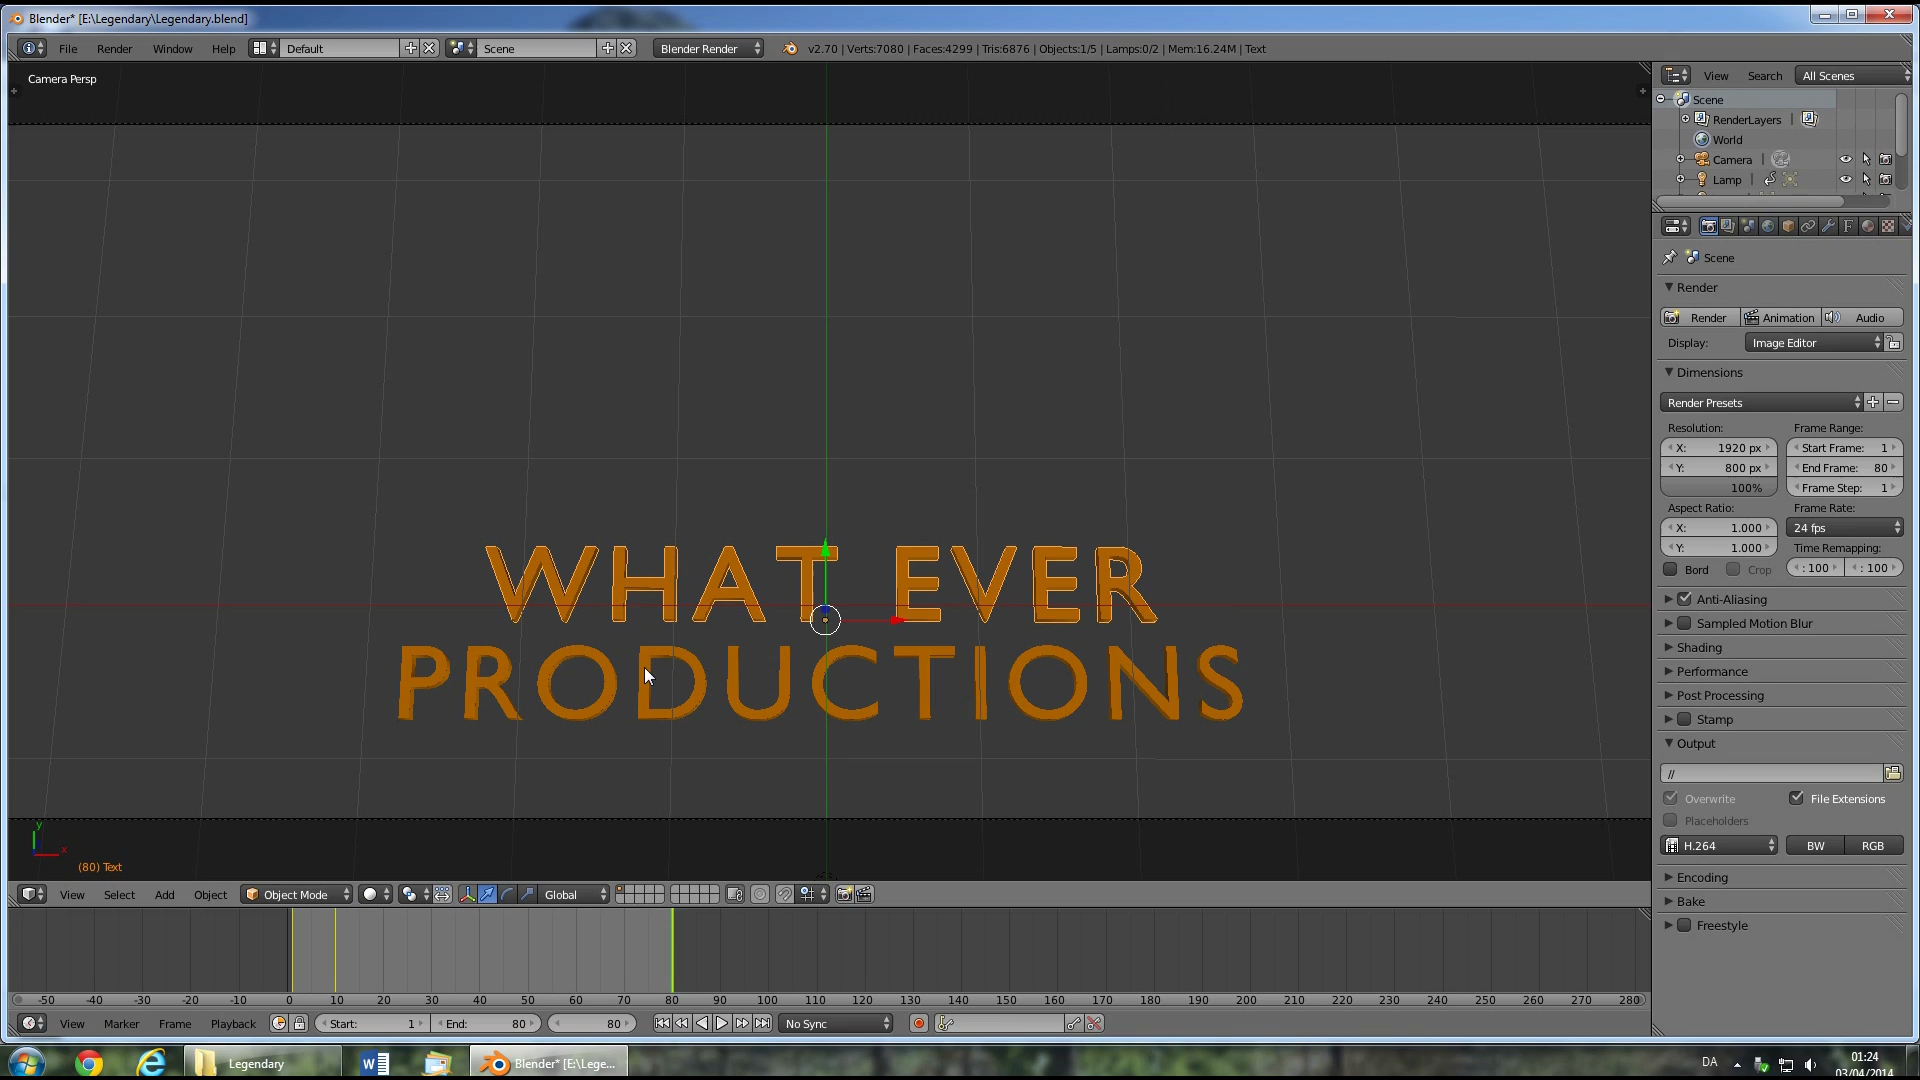 Blender* [E:\Legendary\Legendary.blend]
File Render Window Help Default Scene Blender Render v2.70 | Verts:7080 | Faces:4299 | Tris:6876 | Objects:1/5 | Lamps:0/2 | Mem:16.24M | Text
Camera Persp
View Search All Scenes
Scene
RenderLayers
World
Camera
Lamp
Scene
Render
Render Animation Audio
Display: Image Editor
Dimensions
Render Presets
Resolution: Frame Range:
X: 1920 px Start Frame: 1
Y: 800 px End Frame: 80
100% Frame Step: 1
Aspect Ratio: Frame Rate:
X: 1.000 24 fps
Y: 1.000 Time Remapping:
Bord Crop : 100 : 100
Anti-Aliasing
Sampled Motion Blur
Shading
Performance
Post Processing
Stamp
Output
//
Overwrite File Extensions
Placeholders
H.264 BW RGB
Encoding
Bake
Freestyle
WHAT EVER
PRODUCTIONS
y
x
(80) Text
View Select Add Object Object Mode Global
-50 -40 -30 -20 -10 0 10 20 30 40 50 60 70 80 90 100 110 120 130 140 150 160 170 180 190 200 210 220 230 240 250 260 270 280
View Marker Frame Playback Start: 1 End: 80 80 No Sync
Legendary Blender* [E:\Lege... DA 01:24
03/04/2014